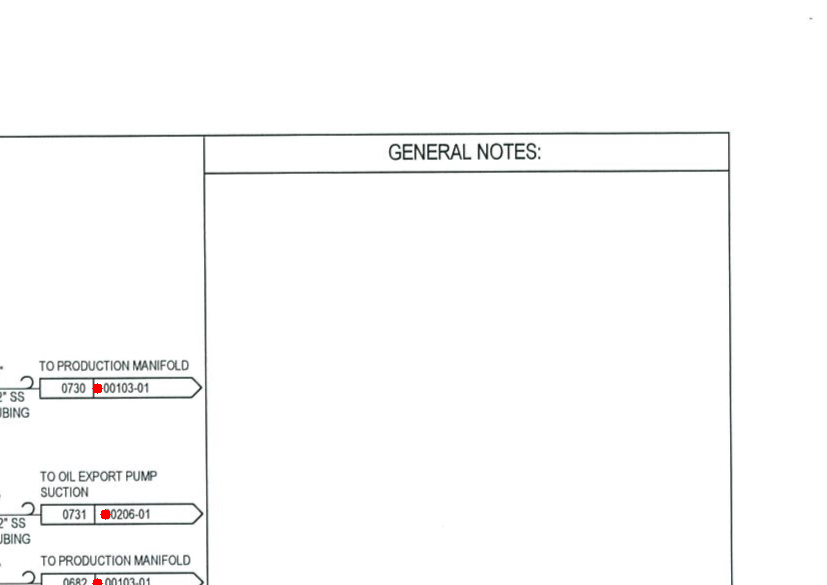 GENERAL NOTES:
TO PRODUCTION MANIFOLD
0730 00103-01
2" SS
UBING
TO OIL EXPORT PUMP
SUCTION
0731 0206-01
2" SS
UBING
TO PRODUCTION MANIFOLD
0682 00103-01